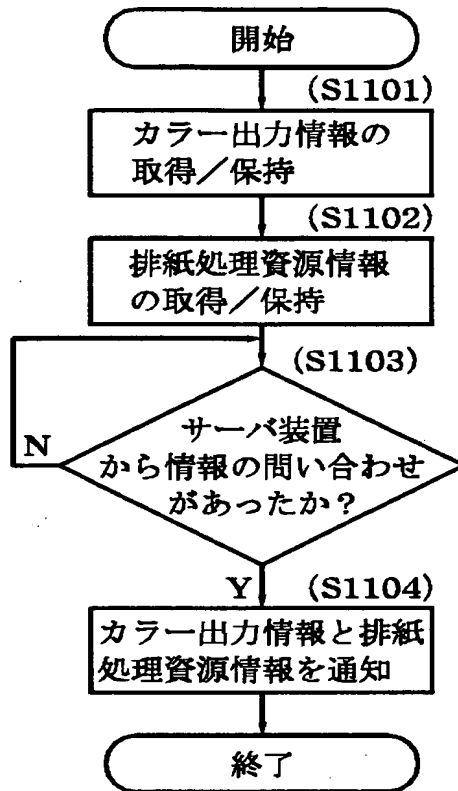 開始
(S1101)
カラー出力情報の
取得／保持
(S1102)
排紙処理資源情報
の取得／保持
(S1103)
サーバ装置
から情報の問い合わせ
があったか？
N
Y
(S1104)
カラー出力情報と排紙
処理資源情報を通知
終了